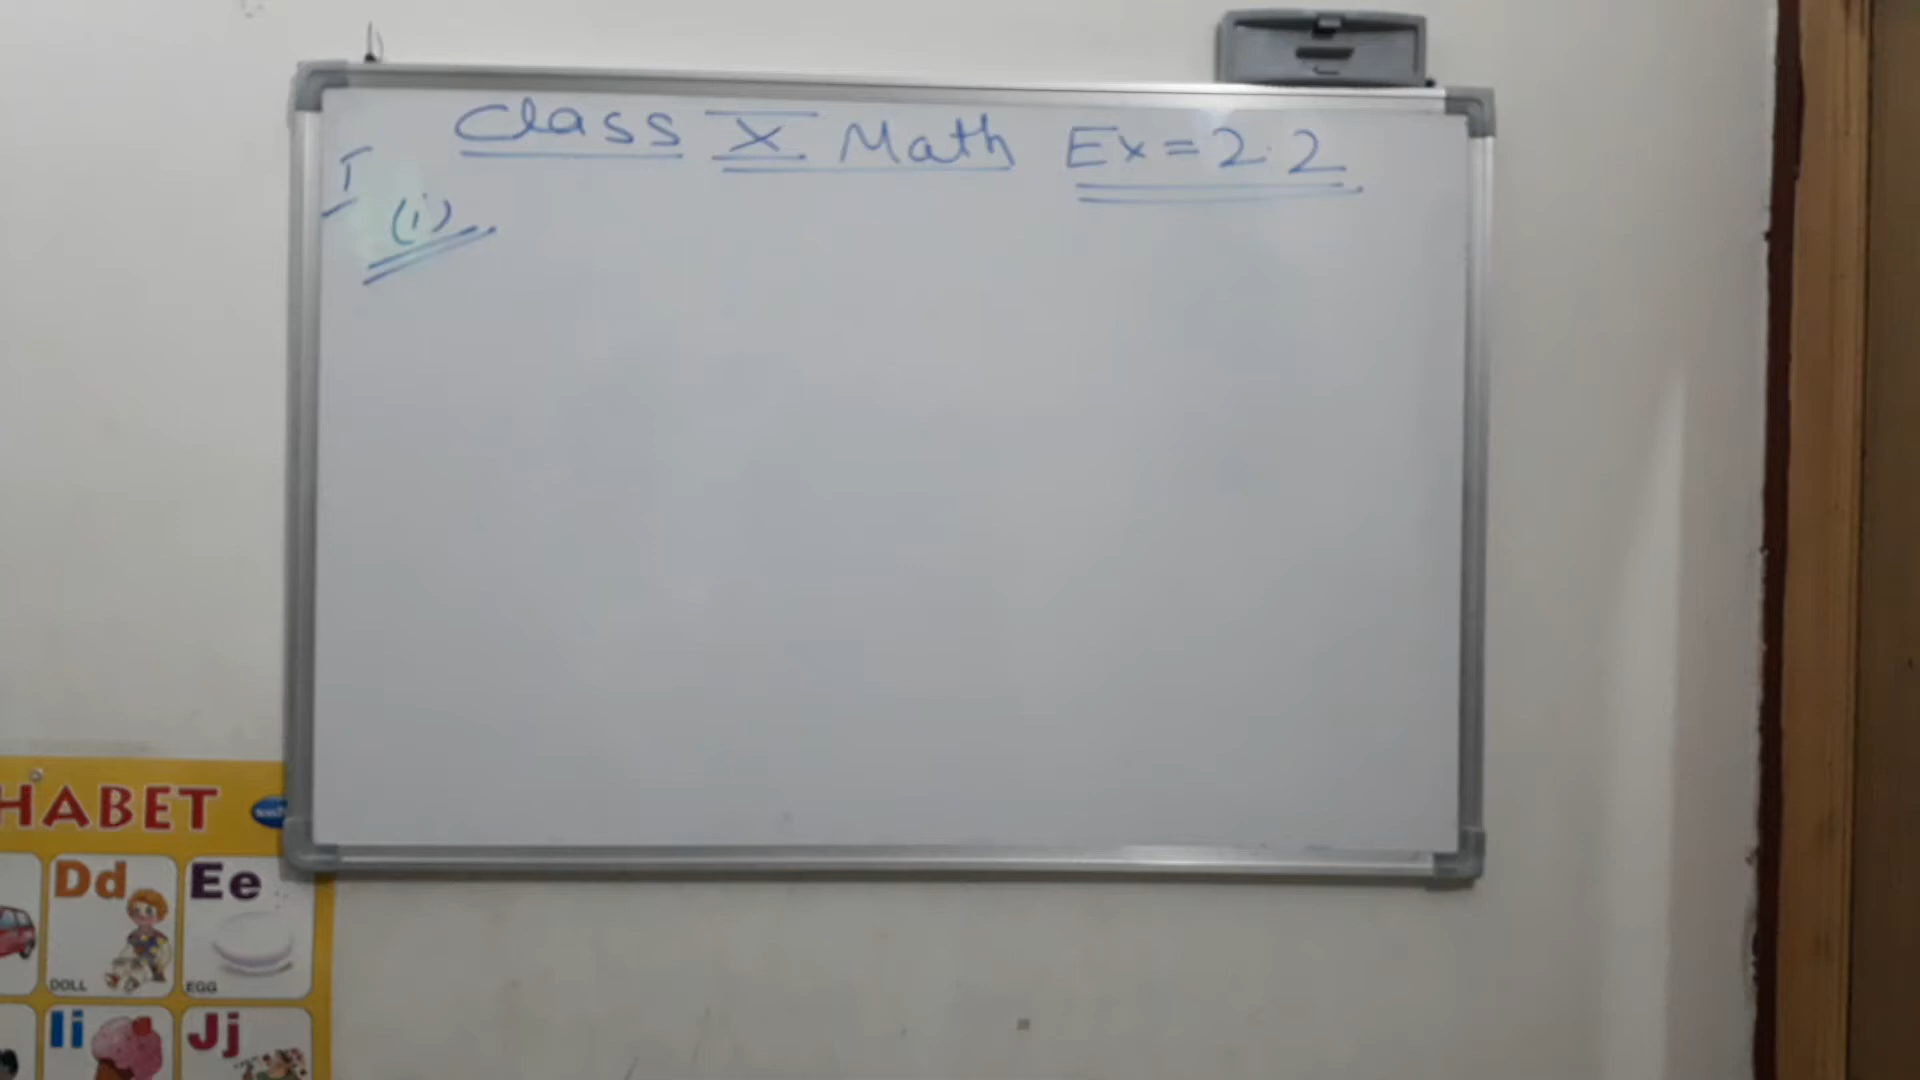 Class X Math Ex = 2.2
I
(i)
HABET
Dd Ee
DOLL EGG
Ii Jj